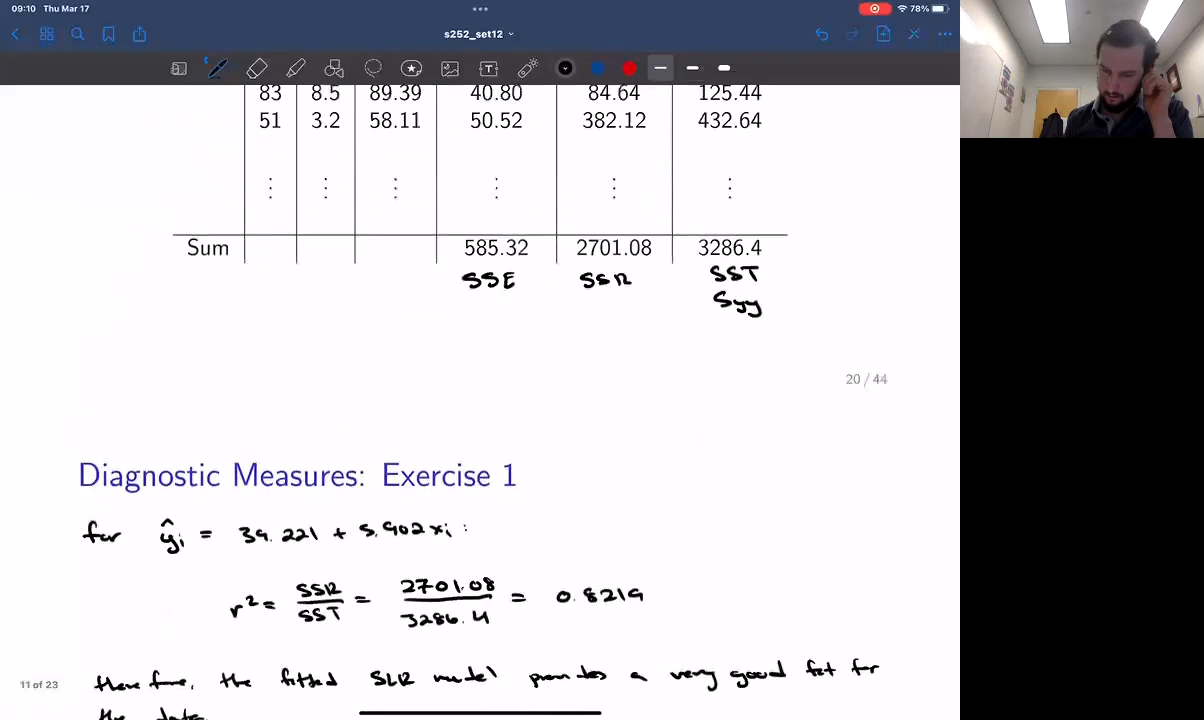 09:10 Thu Mar 17
78%
s252_set12
83 8.5 89.39 40.80 84.64 125.44
51 3.2 58.11 50.52 382.12 432.64
⋮ ⋮ ⋮ ⋮ ⋮ ⋮
Sum 585.32 2701.08 3286.4
SSE SSR SST
Syy
20 / 44
Diagnostic Measures: Exercise 1
for ŷi = 39.221 + 5.902xi :
r² = SSR/SST = 2701.08/3286.4 = 0.8219
11 of 23
therefore, the fitted SLR model provides a very good fit for
the data